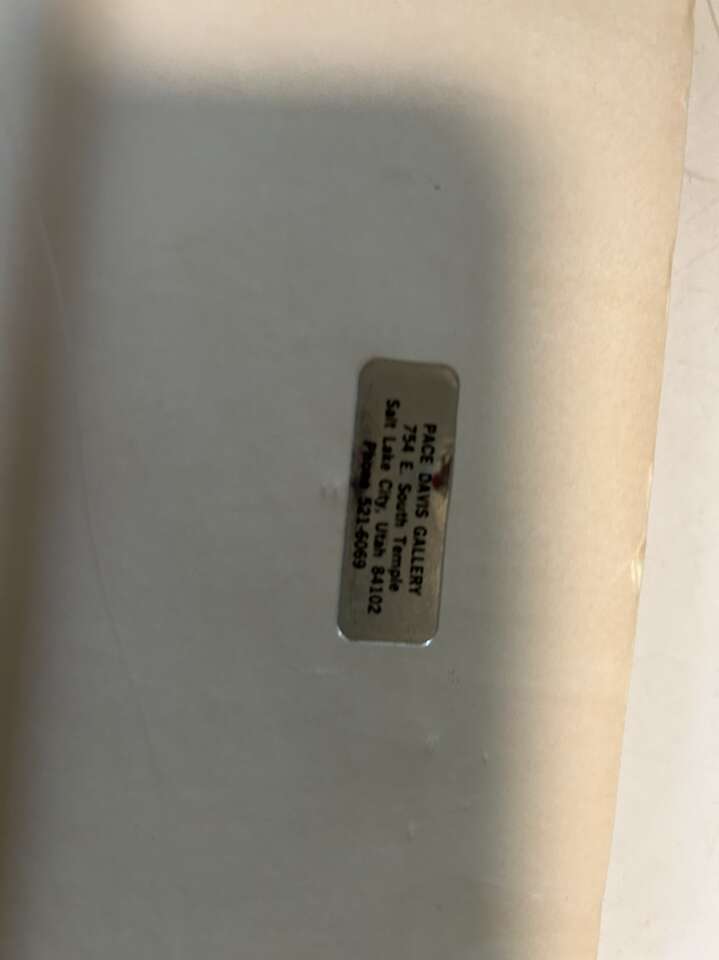 PACE DAVIS GALLERY
754 E. South Temple
Salt Lake City, Utah 84102
Phone 521-6069